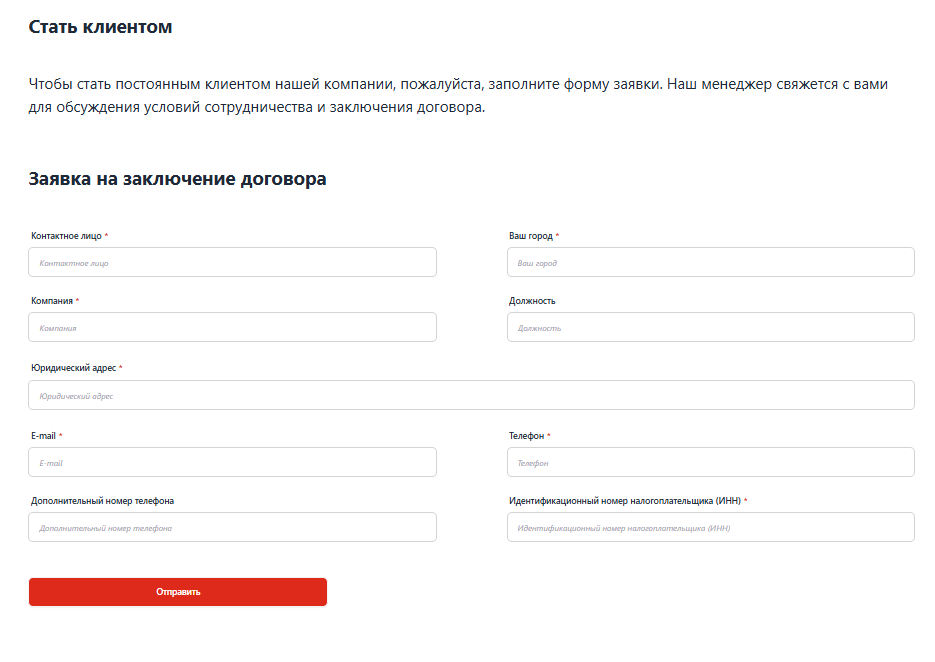 Стать клиентом
Чтобы стать постоянным клиентом нашей компании, пожалуйста, заполните форму заявки. Наш менеджер свяжется с вами
для обсуждения условий сотрудничества и заключения договора.
Заявка на заключение договора
Контактное лицо *
Ваш город *
Контактное лицо
Ваш город
Компания *
Должность
Компания
Должность
Юридический адрес *
Юридический адрес
E-mail *
Телефон *
E-mail
Телефон
Дополнительный номер телефона
Идентификационный номер налогоплательщика (ИНН) *
Дополнительный номер телефона
Идентификационный номер налогоплательщика (ИНН)
Отправить